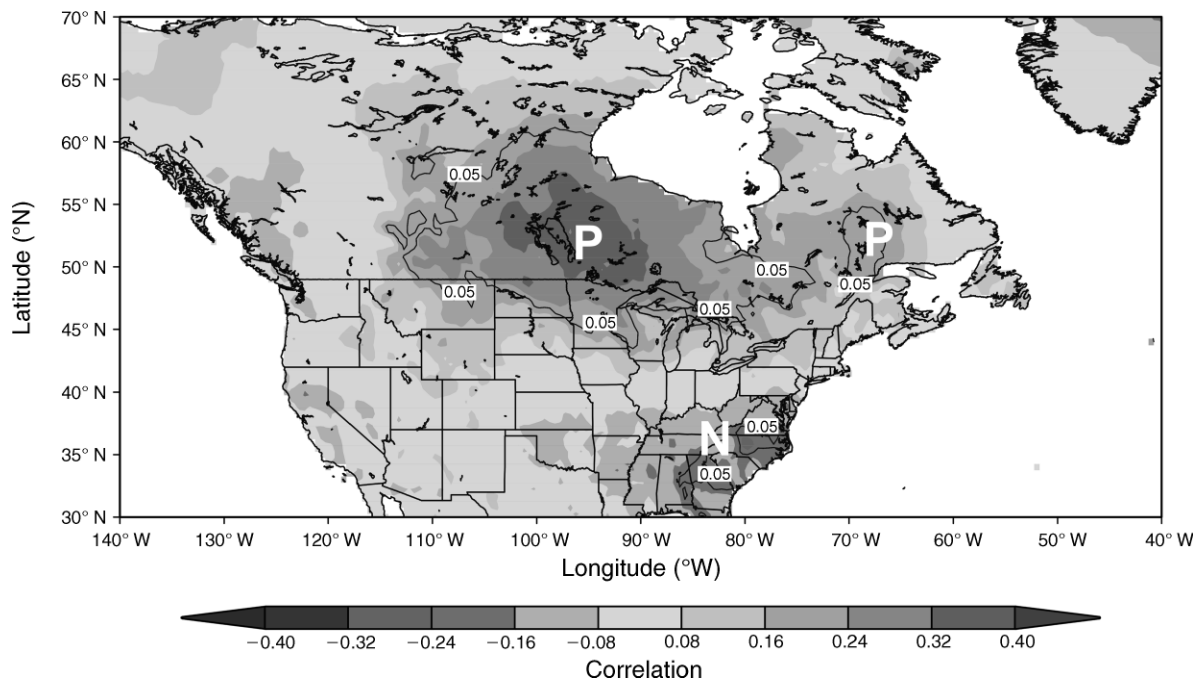 70° N
65° N
60° N
55° N
50° N
45° N
40° N
35° N
30° N
Latitude (°N)
0.05
P
P
0.05
0.05
0.05
0.05
0.05
N
0.05
0.05
140° W 130° W 120° W 110° W 100° W 90° W 80° W 70° W 60° W 50° W 40° W
Longitude (°W)
−0.40 −0.32 −0.24 −0.16 −0.08 0.08 0.16 0.24 0.32 0.40
Correlation